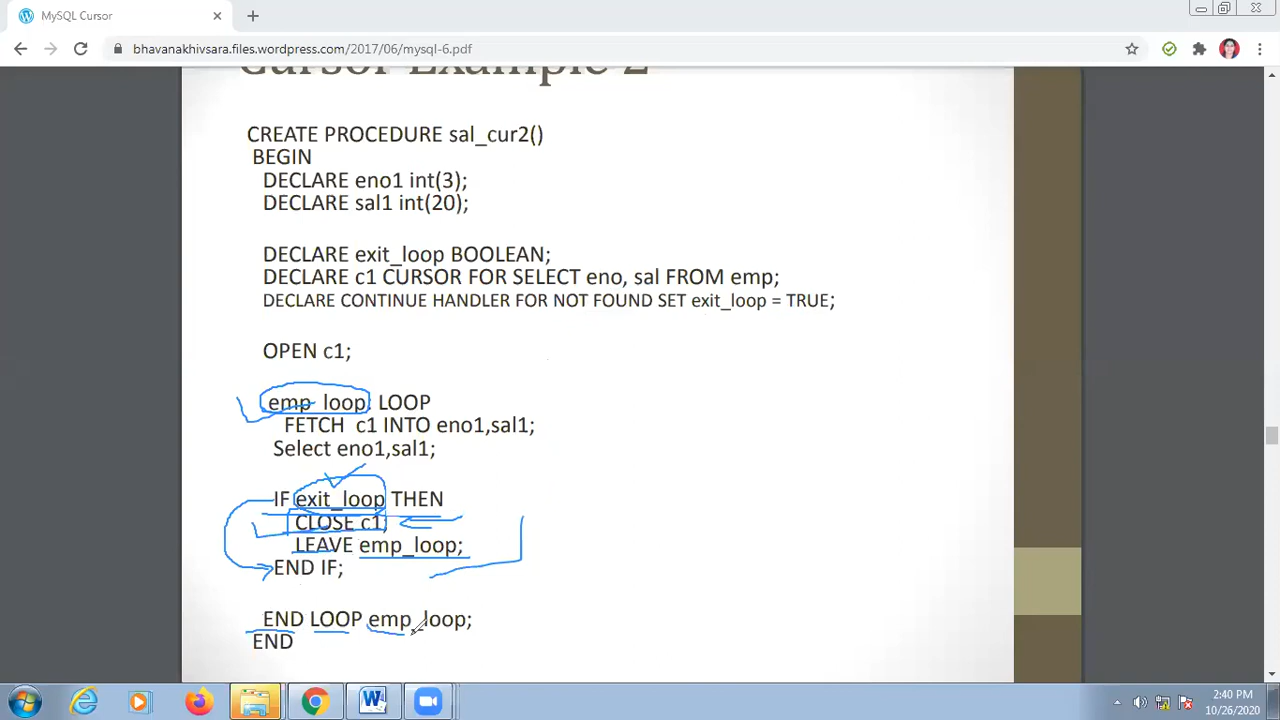 MySQL Cursor
bhavanakhivsara.files.wordpress.com/2017/06/mysql-6.pdf
Cursor Example 2
CREATE PROCEDURE sal_cur2()
BEGIN
DECLARE eno1 int(3);
DECLARE sal1 int(20);
DECLARE exit_loop BOOLEAN;
DECLARE c1 CURSOR FOR SELECT eno, sal FROM emp;
DECLARE CONTINUE HANDLER FOR NOT FOUND SET exit_loop = TRUE;
OPEN c1;
emp_loop: LOOP
FETCH c1 INTO eno1,sal1;
Select eno1,sal1;
IF exit_loop THEN
CLOSE c1;
LEAVE emp_loop;
END IF;
END LOOP emp_loop;
END
2:40 PM
10/26/2020